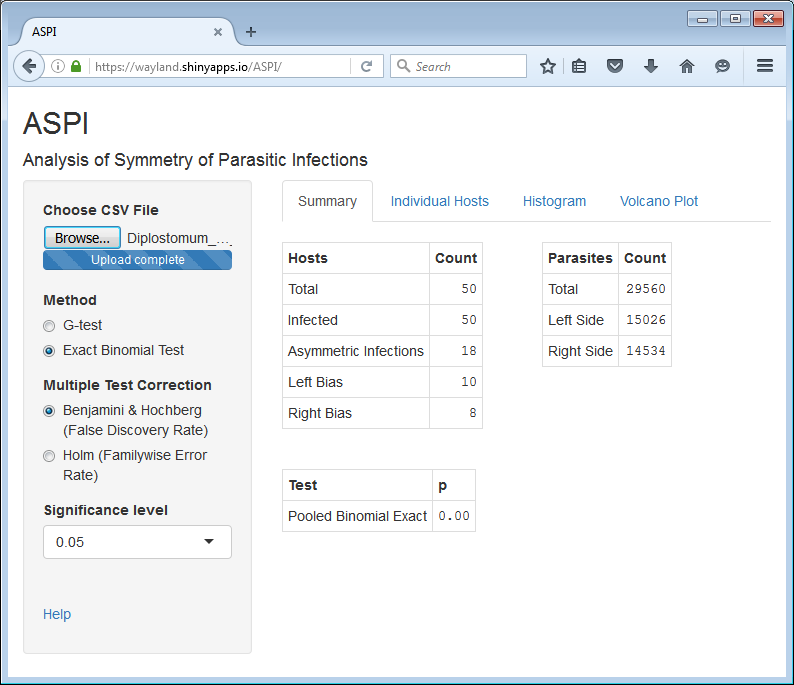 ASPI
https://wayland.shinyapps.io/ASPI/
Search
ASPI
Analysis of Symmetry of Parasitic Infections
Choose CSV File
Browse... Diplostomum_...
Upload complete
Method
G-test
Exact Binomial Test
Multiple Test Correction
Benjamini & Hochberg
(False Discovery Rate)
Holm (Familywise Error
Rate)
Significance level
0.05
Help
Summary Individual Hosts Histogram Volcano Plot
Hosts Count
Total 50
Infected 50
Asymmetric Infections 18
Left Bias 10
Right Bias 8
Parasites Count
Total 29560
Left Side 15026
Right Side 14534
Test p
Pooled Binomial Exact 0.00